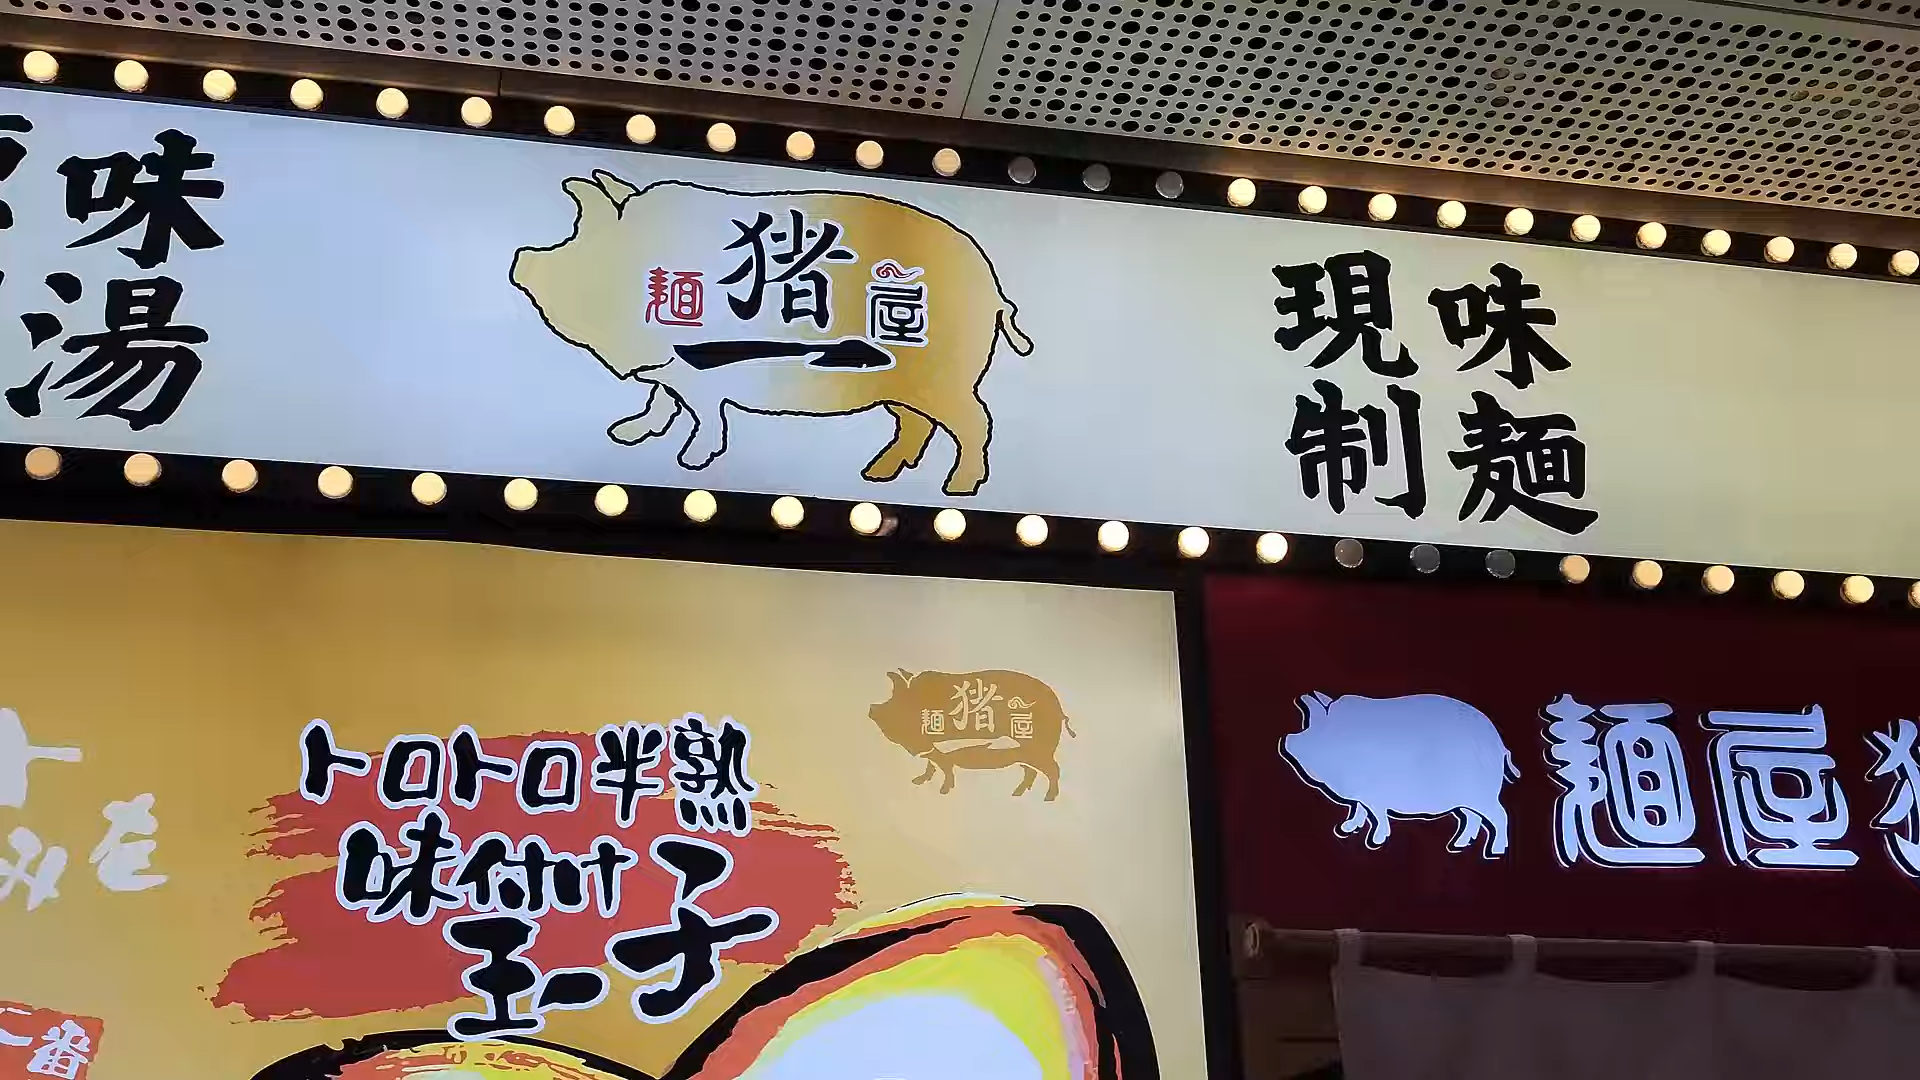 味
湯
麺 猪一 屋
現味
制麺
麺 猪一 屋
トロトロ半熟
味付け
玉子
麺屋
番